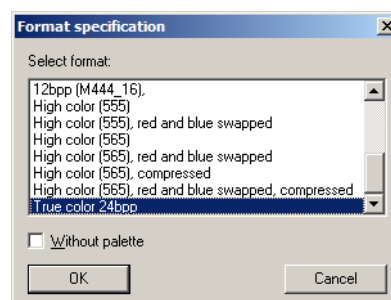 Format specification
Select format:
12bpp (M444_16),
High color (555)
High color (555), red and blue swapped
High color (565)
High color (565), red and blue swapped
High color (565), compressed
High color (565), red and blue swapped, compressed
True color 24bpp
Without palette
OK
Cancel